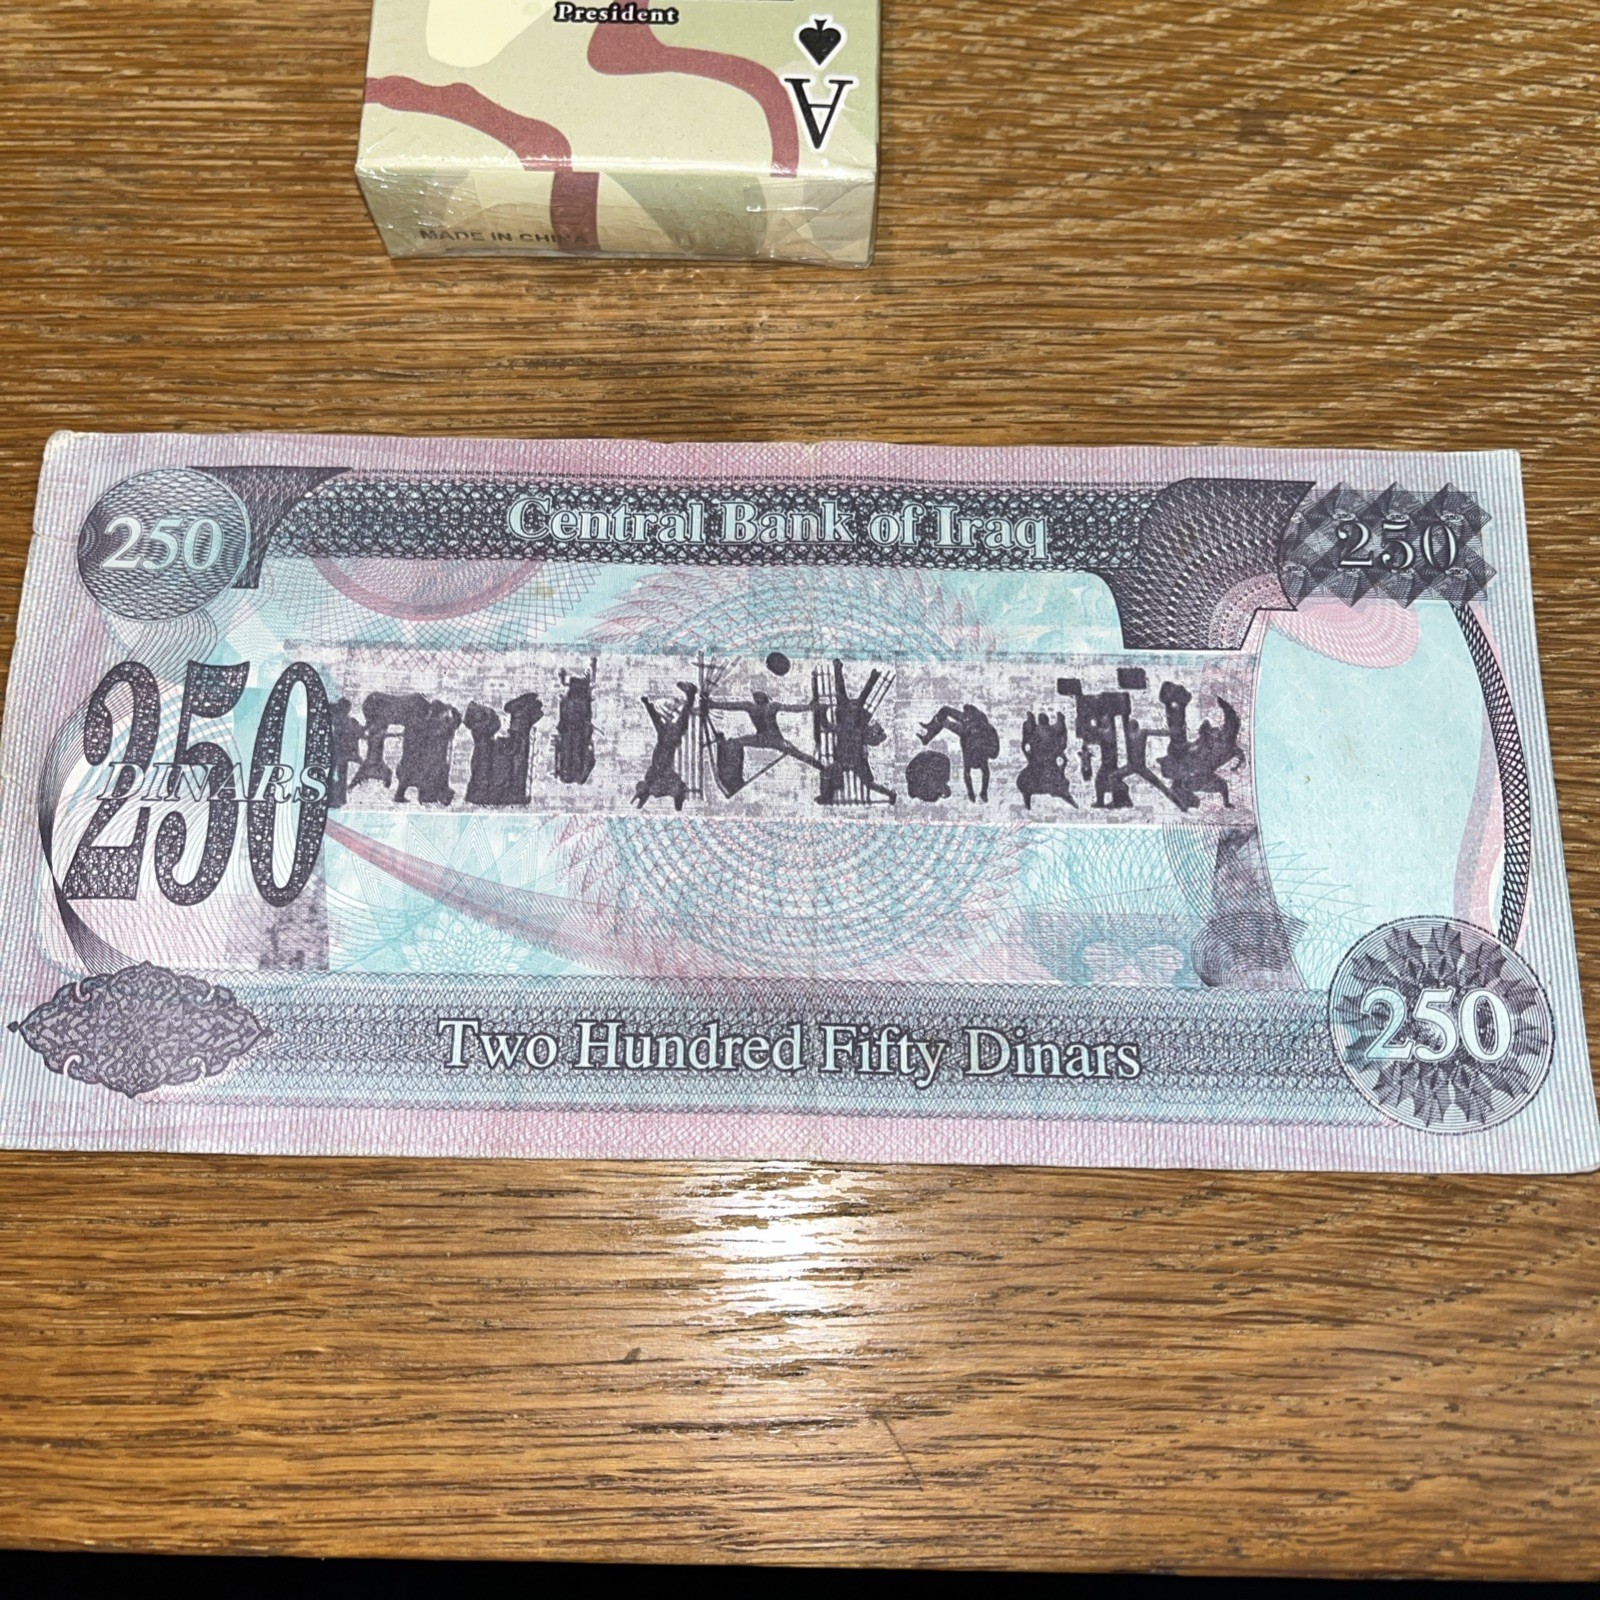 President
A
MADE IN CHINA
250
Central Bank of Iraq
250
250
DINARS
Two Hundred Fifty Dinars
250